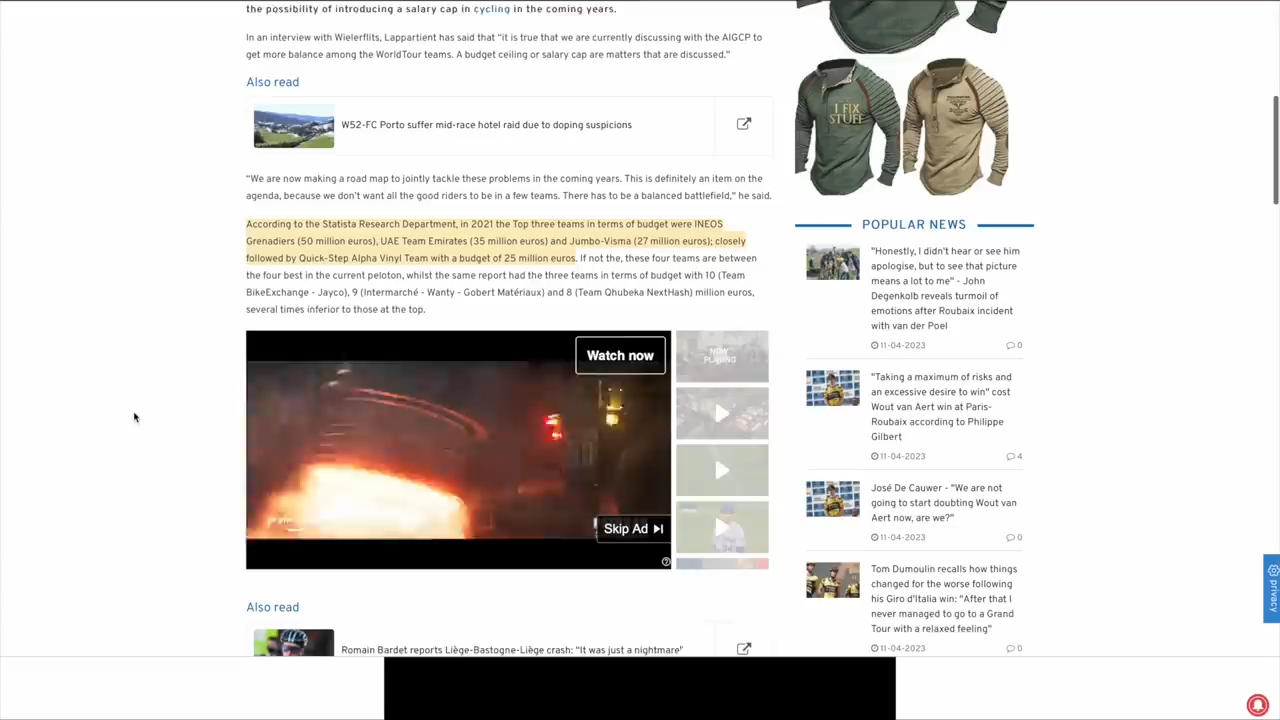 the possibility of introducing a salary cap in cycling in the coming years.
In an interview with Wielerflits, Lappartient has said that “it is true that we are currently discussing with the AIGCP to
get more balance among the WorldTour teams. A budget ceiling or salary cap are matters that are discussed."
Also read
W52-FC Porto suffer mid-race hotel raid due to doping suspicions
“We are now making a road map to jointly tackle these problems in the coming years. This is definitely an item on the
agenda, because we don’t want all the good riders to be in a few teams. There has to be a balanced battlefield," he said.
According to the Statista Research Department, in 2021 the Top three teams in terms of budget were INEOS
Grenadiers (50 million euros), UAE Team Emirates (35 million euros) and Jumbo-Visma (27 million euros); closely
followed by Quick-Step Alpha Vinyl Team with a budget of 25 million euros. If not the, these four teams are between
the four best in the current peloton, whilst the same report had the three teams in terms of budget with 10 (Team
BikeExchange - Jayco), 9 (Intermarché - Wanty - Gobert Matériaux) and 8 (Team Qhubeka NextHash) million euros,
several times inferior to those at the top.
Watch now
NOW
PLAYING
Skip Ad
Also read
Romain Bardet reports Liège-Bastogne-Liège crash: “It was just a nightmare"
I FIX
STUFF
POPULAR NEWS
"Honestly, I didn't hear or see him
apologise, but to see that picture
means a lot to me" - John
Degenkolb reveals turmoil of
emotions after Roubaix incident
with van der Poel
11-04-2023 0
"Taking a maximum of risks and
an excessive desire to win" cost
Wout van Aert win at Paris-
Roubaix according to Philippe
Gilbert
11-04-2023 4
José De Cauwer - "We are not
going to start doubting Wout van
Aert now, are we?"
11-04-2023 0
Tom Dumoulin recalls how things
changed for the worse following
his Giro d'Italia win: "After that I
never managed to go to a Grand
Tour with a relaxed feeling"
11-04-2023 0
privacy